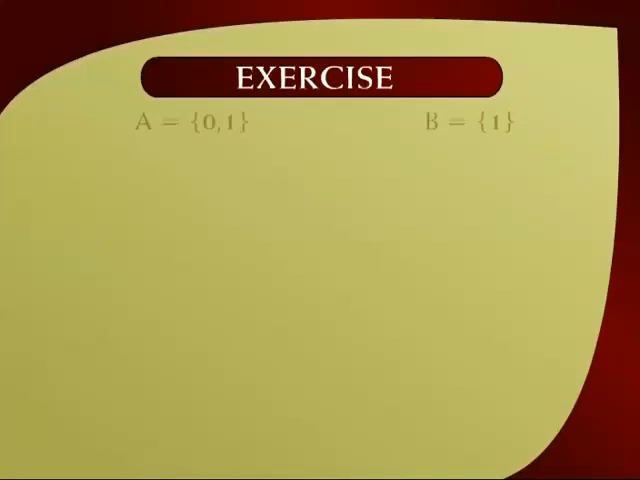 EXERCISE
A = {0,1} B = {1}